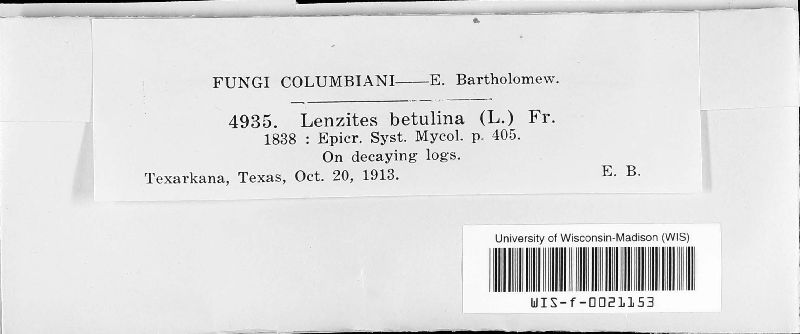 FUNGI COLUMBIANI——E. Bartholomew.
4935. Lenzites betulina (L.) Fr.
1838 : Epicr. Syst. Mycol. p. 405.
On decaying logs.
Texarkana, Texas, Oct. 20, 1913. E. B.
University of Wisconsin-Madison (WIS)
WIS-f-0021153